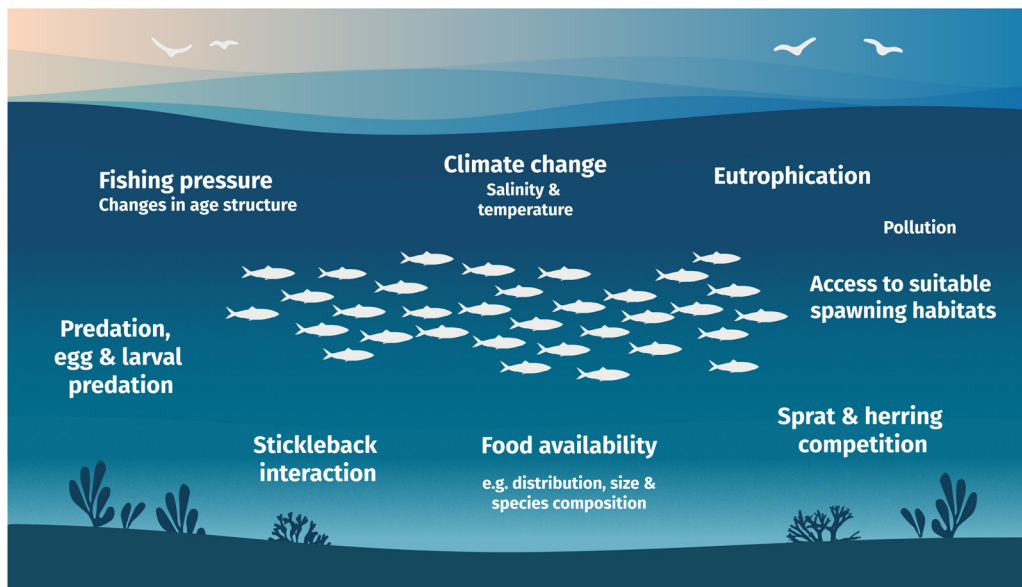 Fishing pressure
Changes in age structure
Climate change
Salinity &
temperature
Eutrophication
Pollution
Access to suitable
spawning habitats
Predation,
egg & larval
predation
Stickleback
interaction
Food availability
e.g. distribution, size &
species composition
Sprat & herring
competition